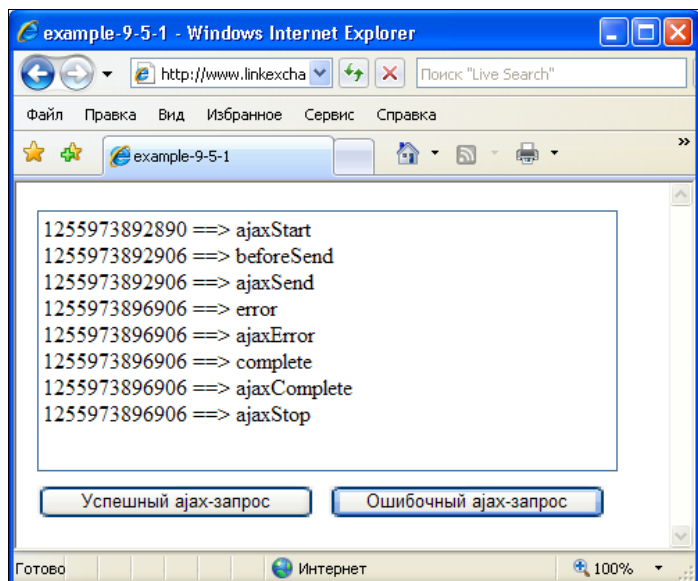 example-9-5-1 - Windows Internet Explorer
http://www.linkexcha
Поиск "Live Search"
Файл Правка Вид Избранное Сервис Справка
example-9-5-1
»
1255973892890 ==> ajaxStart
1255973892906 ==> beforeSend
1255973892906 ==> ajaxSend
1255973896906 ==> error
1255973896906 ==> ajaxError
1255973896906 ==> complete
1255973896906 ==> ajaxComplete
1255973896906 ==> ajaxStop
Успешный ajax-запрос Ошибочный ajax-запрос
Готово Интернет 100%